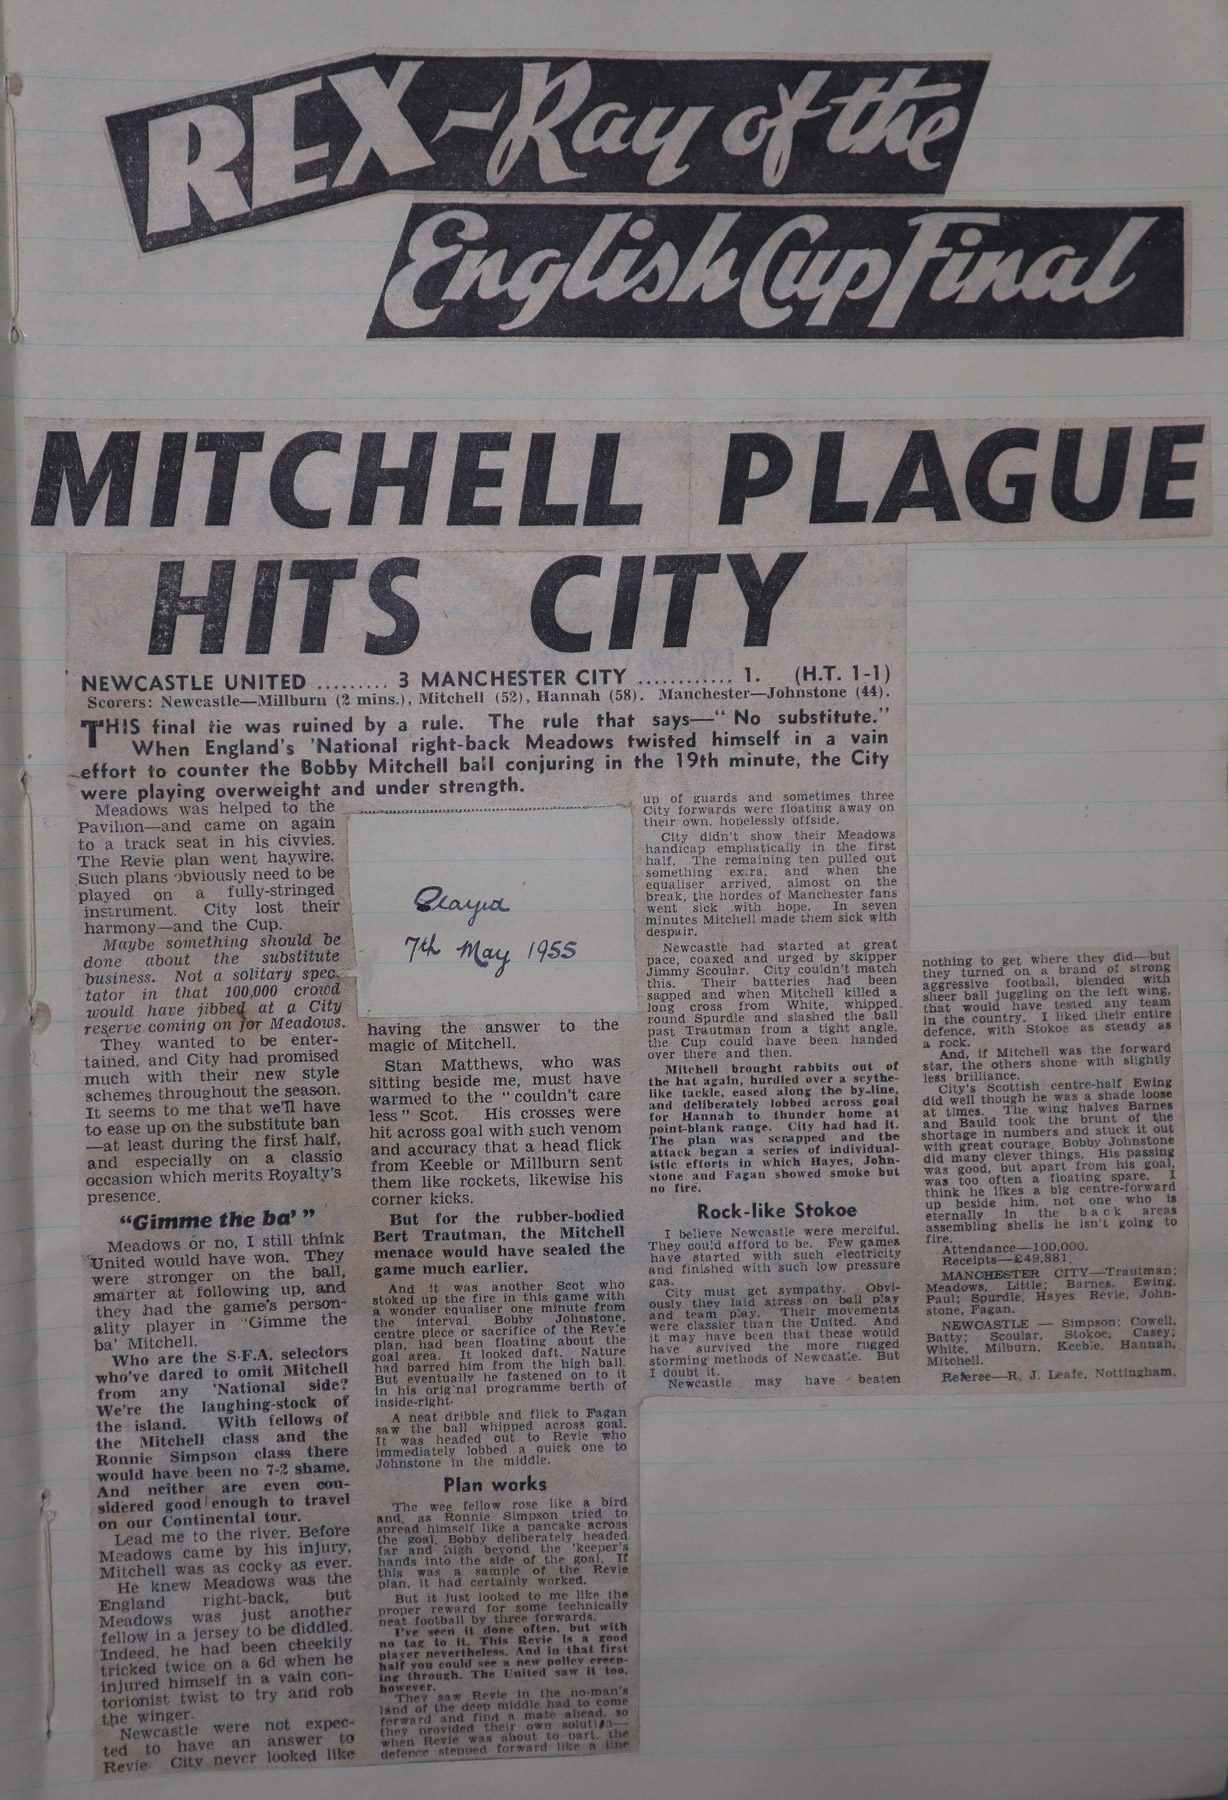 REX-Ray of the
English Cup Final
MITCHELL PLAGUE
HITS CITY
NEWCASTLE UNITED ......... 3 MANCHESTER CITY ............ 1. (H.T. 1-1)
Scorers: Newcastle—Millburn (2 mins.), Mitchell (52), Hannah (58). Manchester—Johnstone (44).
THIS final tie was ruined by a rule. The rule that says—"No substitute."
When England's 'National right-back Meadows twisted himself in a vain
effort to counter the Bobby Mitchell ball conjuring in the 19th minute, the City
were playing overweight and under strength.
Meadows was helped to the
Pavilion—and came on again
to a track seat in his civvies.
The Revie plan went haywire.
Such plans obviously need to be
played on a fully-stringed
instrument. City lost their
harmony—and the Cup.
Maybe something should be
done about the substitute
business. Not a solitary spec-
tator in that 100,000 crowd
would have jibbed at a City
reserve coming on for Meadows.
They wanted to be enter-
tained, and City had promised
much with their new style
schemes throughout the season.
It seems to me that we'll have
to ease up on the substitute ban
—at least during the first half,
and especially on a classic
occasion which merits Royalty's
presence.
"Gimme the ba'"
Meadows or no, I still think
United would have won. They
were stronger on the ball,
smarter at following up, and
they had the game's person-
ality player in "Gimme the
ba' Mitchell.
Who are the S.F.A. selectors
who've dared to omit Mitchell
from any 'National side?
We're the laughing-stock of
the island. With fellows of
the Mitchell class and the
Ronnie Simpson class there
would have been no 7-2 shame.
And neither are even con-
sidered good enough to travel
on our Continental tour.
Lead me to the river. Before
Meadows came by his injury,
Mitchell was as cocky as ever.
He knew Meadows was the
England right-back, but
Meadows was just another
fellow in a jersey to be diddled.
Indeed, he had been cheekily
tricked twice on a 6d when he
injured himself in a vain con-
tortionist twist to try and rob
the winger.
Newcastle were not expec-
ted to have an answer to
Revie. City never looked like
Played
7th May 1955
having the answer to the
magic of Mitchell.
Stan Matthews, who was
sitting beside me, must have
warmed to the "couldn't care
less" Scot. His crosses were
hit across goal with such venom
and accuracy that a head flick
from Keeble or Millburn sent
them like rockets, likewise his
corner kicks.
But for the rubber-bodied
Bert Trautman, the Mitchell
menace would have sealed the
game much earlier.
And it was another Scot who
stoked up the fire in this game with
a wonder equaliser one minute from
the interval. Bobby Johnstone,
centre piece or sacrifice of the Revie
plan, had been floating about the
goal area. It looked daft. Nature
had barred him from the high ball.
But eventually he fastened on to it
in his original programme berth of
inside-right.
A neat dribble and flick to Fagan
saw the ball whipped across goal.
It was headed out to Revie who
immediately lobbed a quick one to
Johnstone in the middle.
Plan works
The wee fellow rose like a bird
and, as Ronnie Simpson tried to
spread himself like a pancake across
the goal, Bobby deliberately headed
far and high beyond the 'keeper's
hands into the side of the goal. If
this was a sample of the Revie
plan, it had certainly worked.
But it just looked to me like the
proper reward for some technically
neat football by three forwards.
I've seen it done often, but with
no tag to it. This Revie is a good
player nevertheless. And in that first
half you could see a new policy creep-
ing through. The United saw it too,
however.
They saw Revie in the no-man's
land of the deep middle had to come
forward and find a mate ahead, so
they provided their own solution—
when Revie was about to part, the
defence stepped forward like a line
up of guards and sometimes three
City forwards were floating away on
their own, hopelessly offside.
City didn't show their Meadows
handicap emphatically in the first
half. The remaining ten pulled out
something extra, and when the
equaliser arrived, almost on the
break, the hordes of Manchester fans
went sick with hope. In seven
minutes Mitchell made them sick with
despair.
Newcastle had started at great
pace, coaxed and urged by skipper
Jimmy Scoular. City couldn't match
this. Their batteries had been
sapped and when Mitchell killed a
long cross from White, whipped
round Spurdle and slashed the ball
past Trautman from a tight angle,
the Cup could have been handed
over there and then.
Mitchell brought rabbits out of
the hat again, hurdled over a scythe-
like tackle, eased along the by-line,
and deliberately lobbed across goal
for Hannah to thunder home at
point-blank range. City had had it.
The plan was scrapped and the
attack began a series of individual-
istic efforts in which Hayes, John-
stone and Fagan showed smoke but
no fire.
Rock-like Stokoe
I believe Newcastle were merciful.
They could afford to be. Few games
have started with such electricity
and finished with such low pressure
gas.
City must get sympathy. Obvi-
ously they laid stress on ball play
and team play. Their movements
were classier than the United. And
it may have been that these would
have survived the more rugged
storming methods of Newcastle. But
I doubt it.
Newcastle may have beaten
nothing to get where they did—but
they turned on a brand of strong
aggressive football, blended with
sheer ball juggling on the left wing,
that would have tested any team
in the country. I liked their entire
defence, with Stokoe as steady as
a rock.
And, if Mitchell was the forward
star, the others shone with slightly
less brilliance.
City's Scottish centre-half Ewing
did well though he was a shade loose
at times. The wing halves Barnes
and Bauld took the brunt of the
shortage in numbers and stuck it out
with great courage. Bobby Johnstone
did many clever things. His passing
was good, but apart from his goal,
was too often a floating spare. I
think he likes a big centre-forward
up beside him, not one who is
eternally in the back areas
assembling shells he isn't going to
fire.
Attendance—100,000.
Receipts—£49,881.
MANCHESTER CITY—Trautman;
Meadows, Little; Barnes, Ewing,
Paul; Spurdle, Hayes Revie, John-
stone, Fagan.
NEWCASTLE — Simpson; Cowell,
Batty; Scoular, Stokoe, Casey;
White, Milburn, Keeble, Hannah,
Mitchell.
Referee—R. J. Leafe, Nottingham.